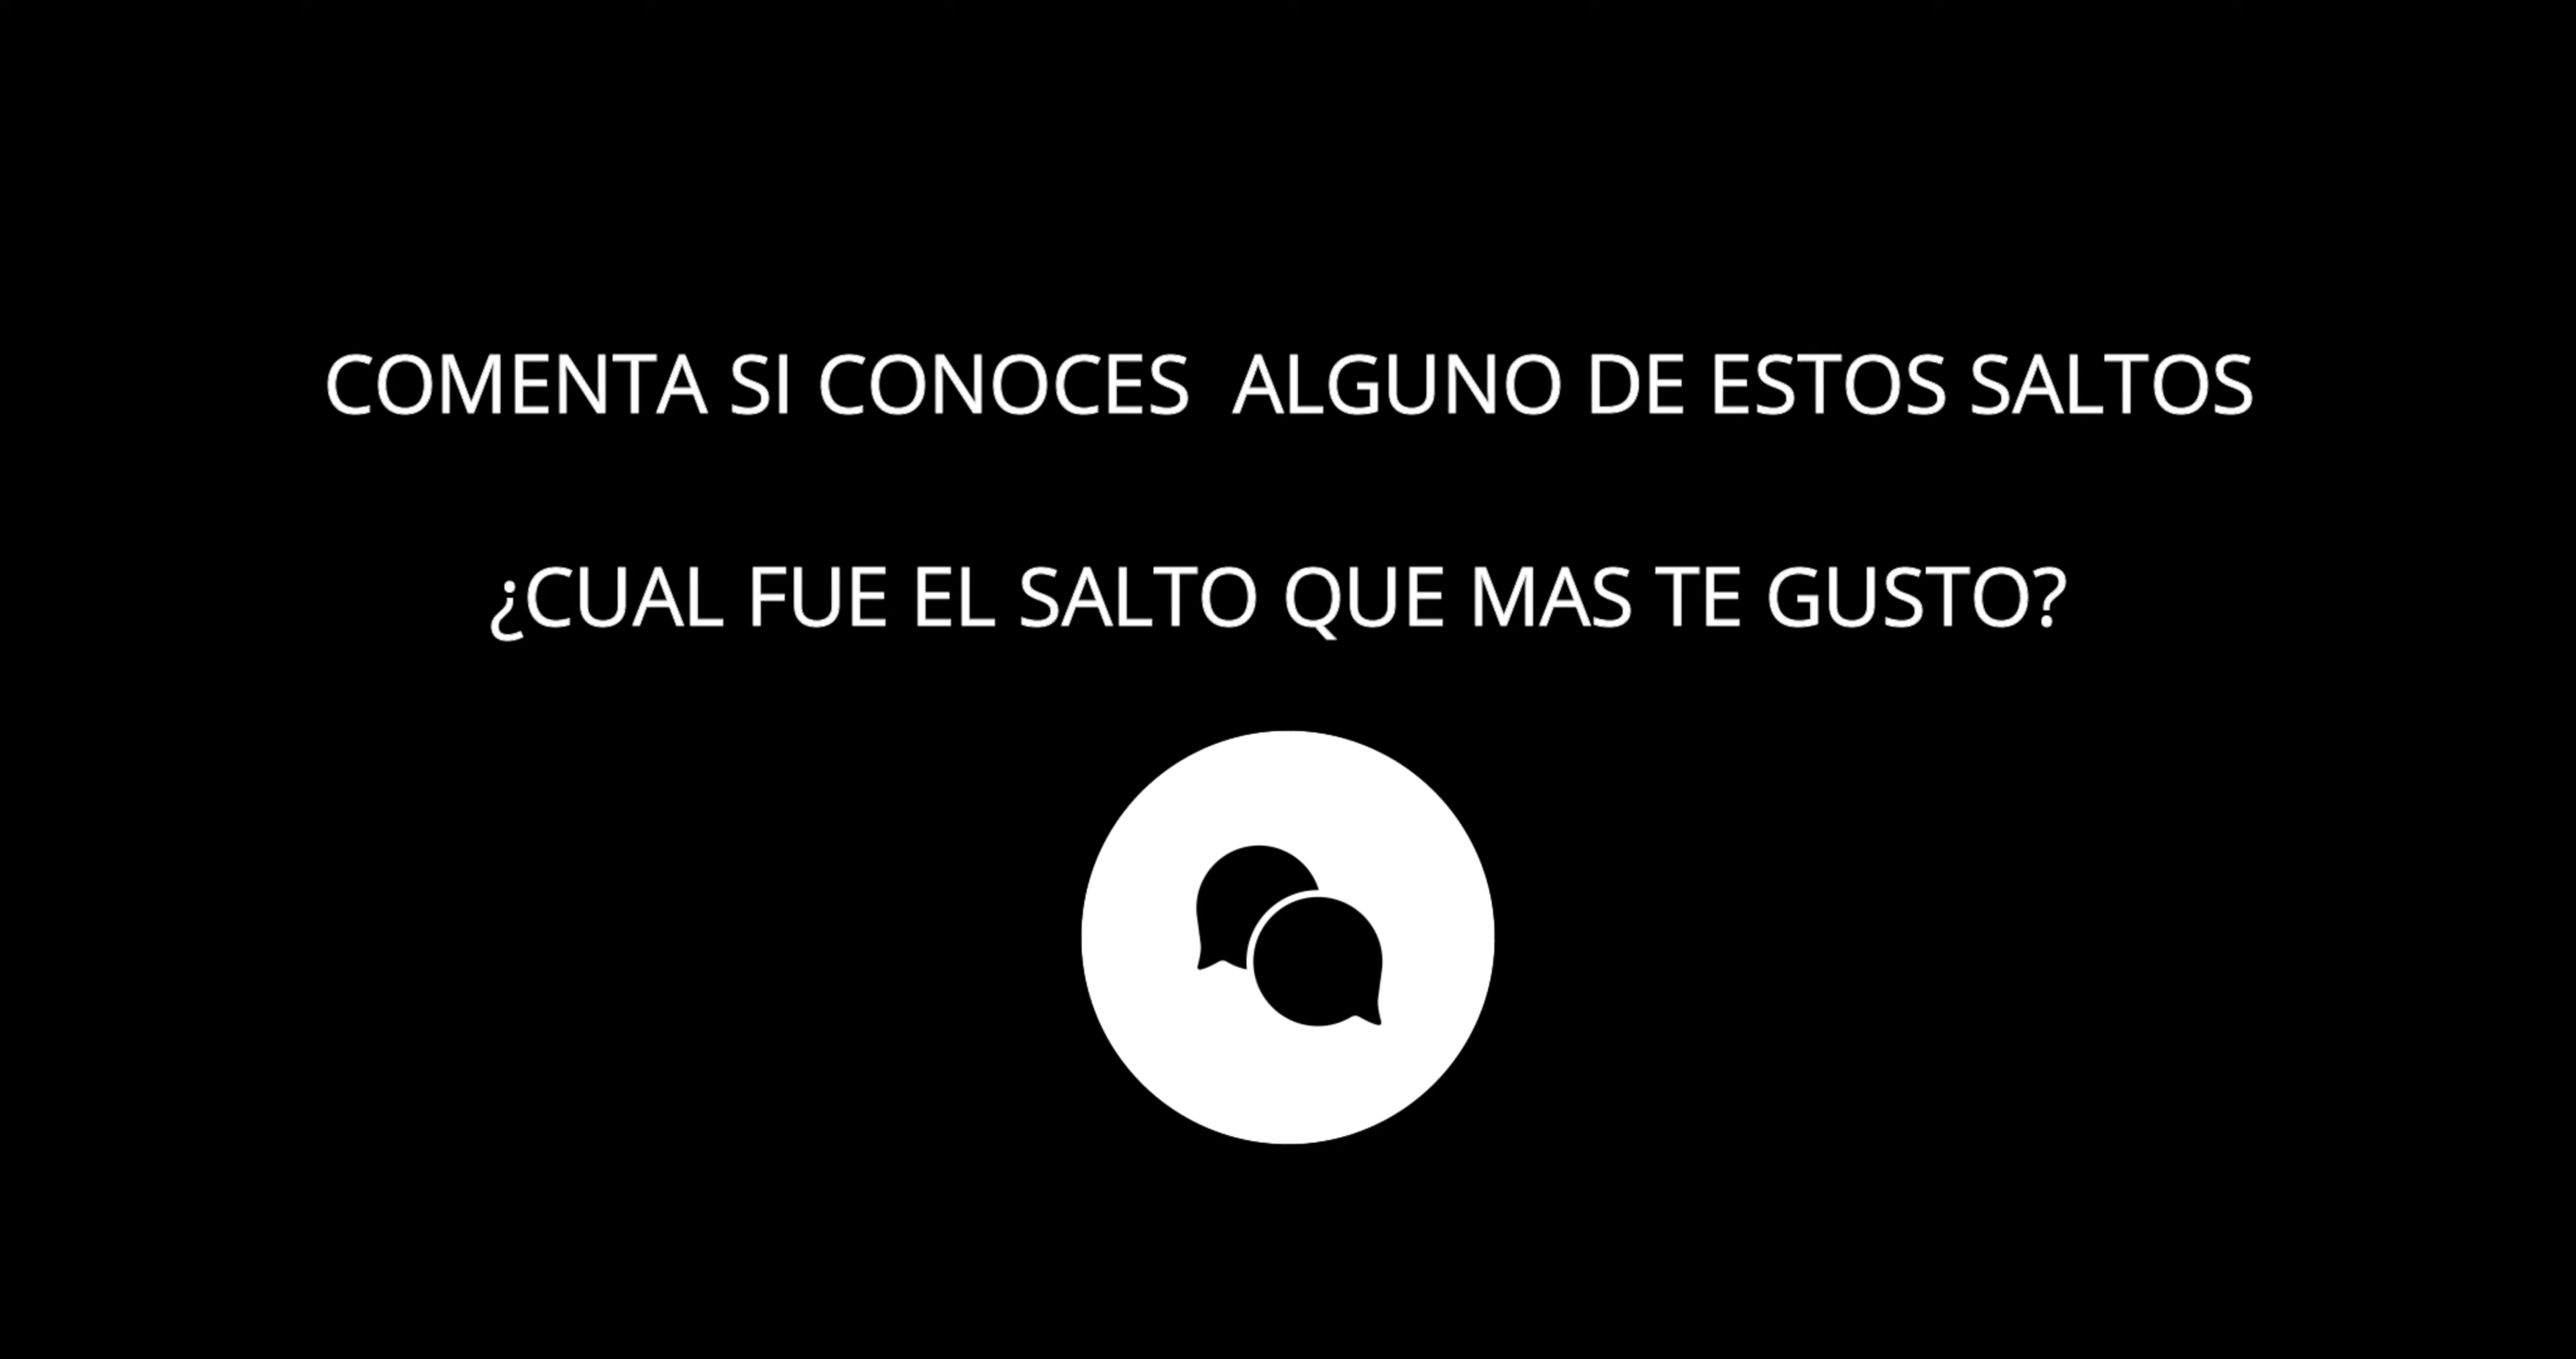 COMENTA SI CONOCES  ALGUNO DE ESTOS SALTOS
¿CUAL FUE EL SALTO QUE MAS TE GUSTO?